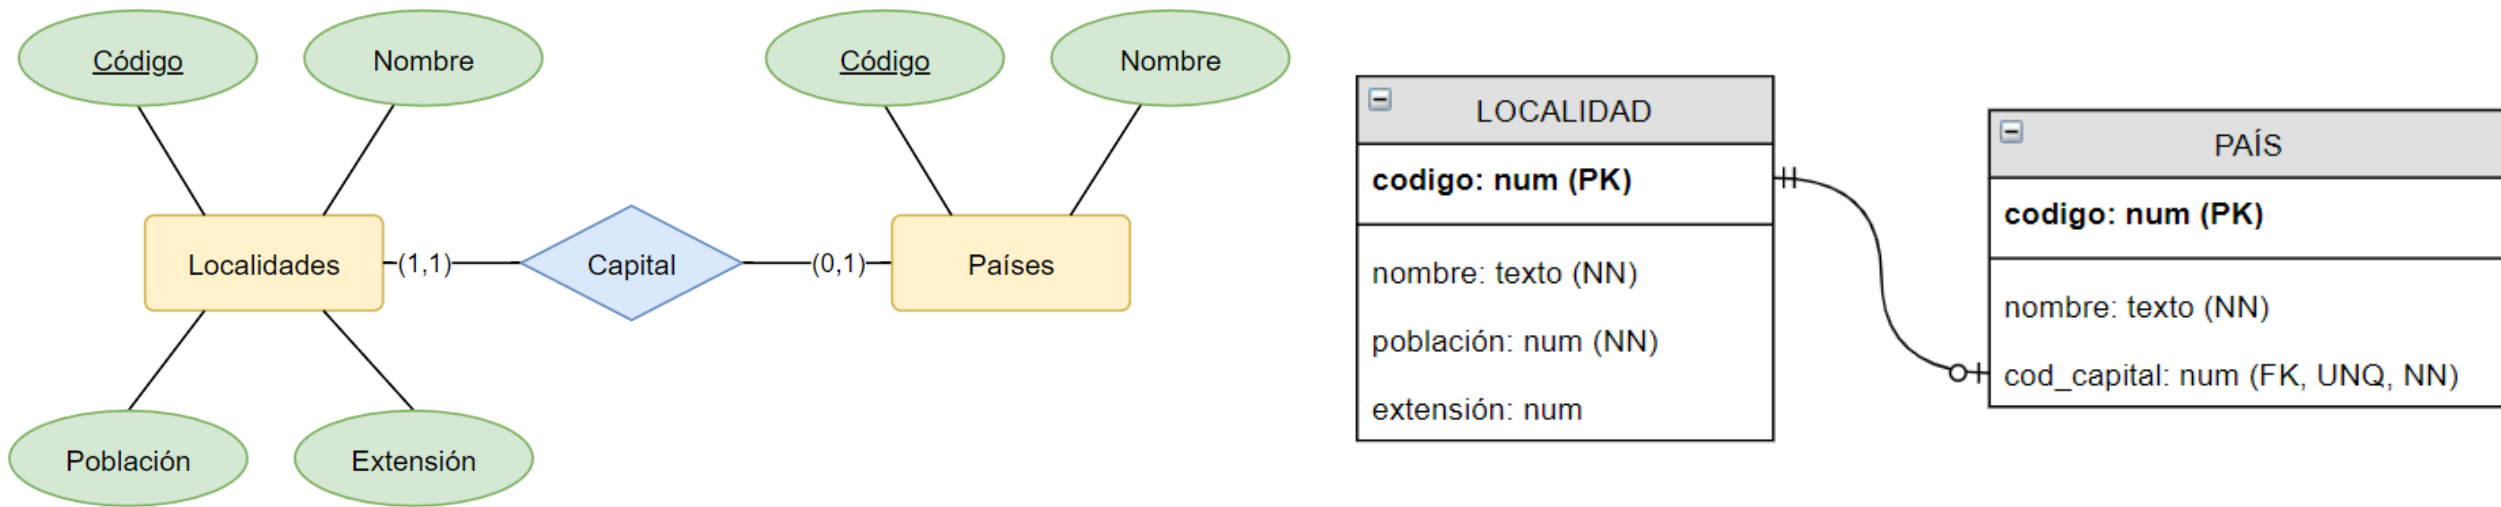 Código
Nombre
Código
Nombre
Localidades
(1,1)
Capital
(0,1)
Países
Población
Extensión
LOCALIDAD
codigo: num (PK)
nombre: texto (NN)
población: num (NN)
extensión: num
PAÍS
codigo: num (PK)
nombre: texto (NN)
cod_capital: num (FK, UNQ, NN)